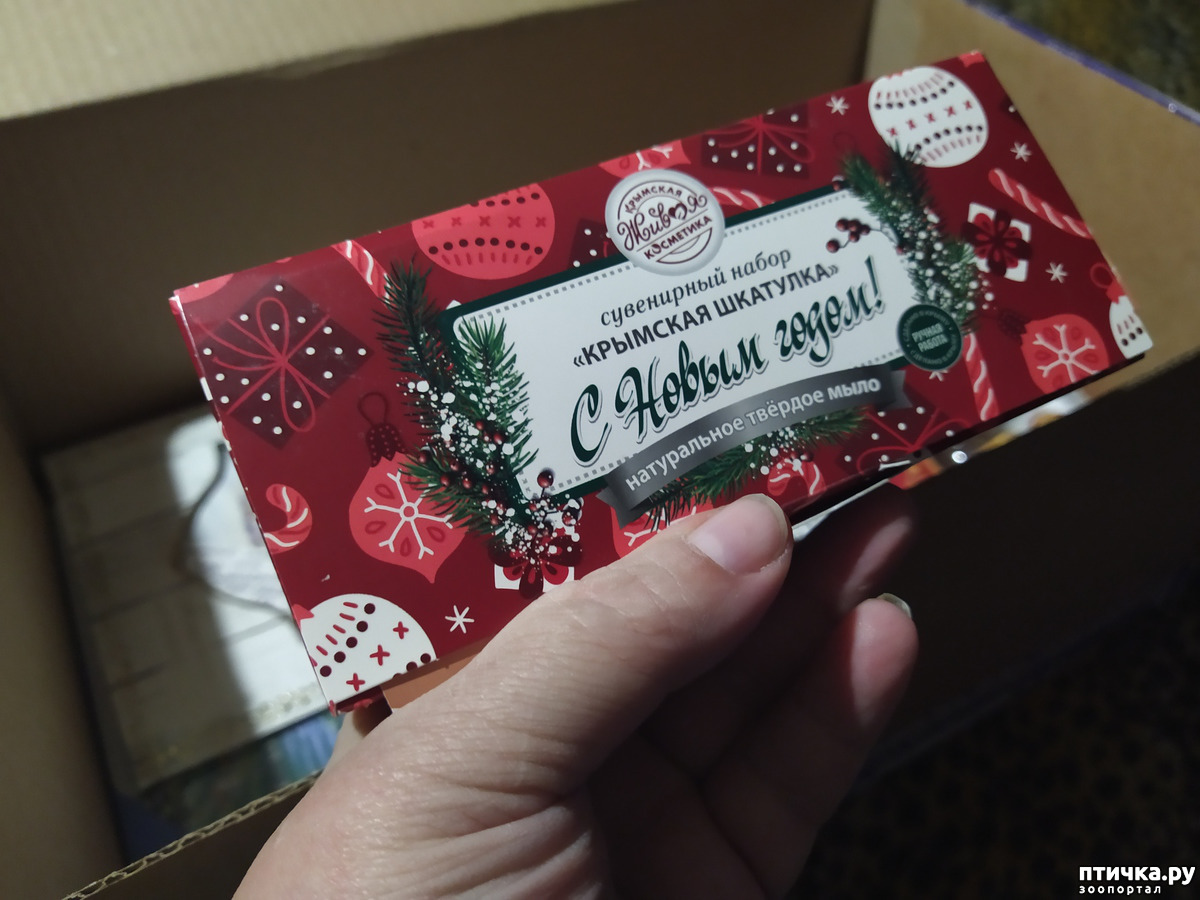 КРЫМСКАЯ
Живая
КОСМЕТИКА
сувенирный набор
«КРЫМСКАЯ ШКАТУЛКА»
С Новым годом!
РУЧНАЯ
РАБОТА
натуральное твёрдое мыло
птичка.ру
зоопортал